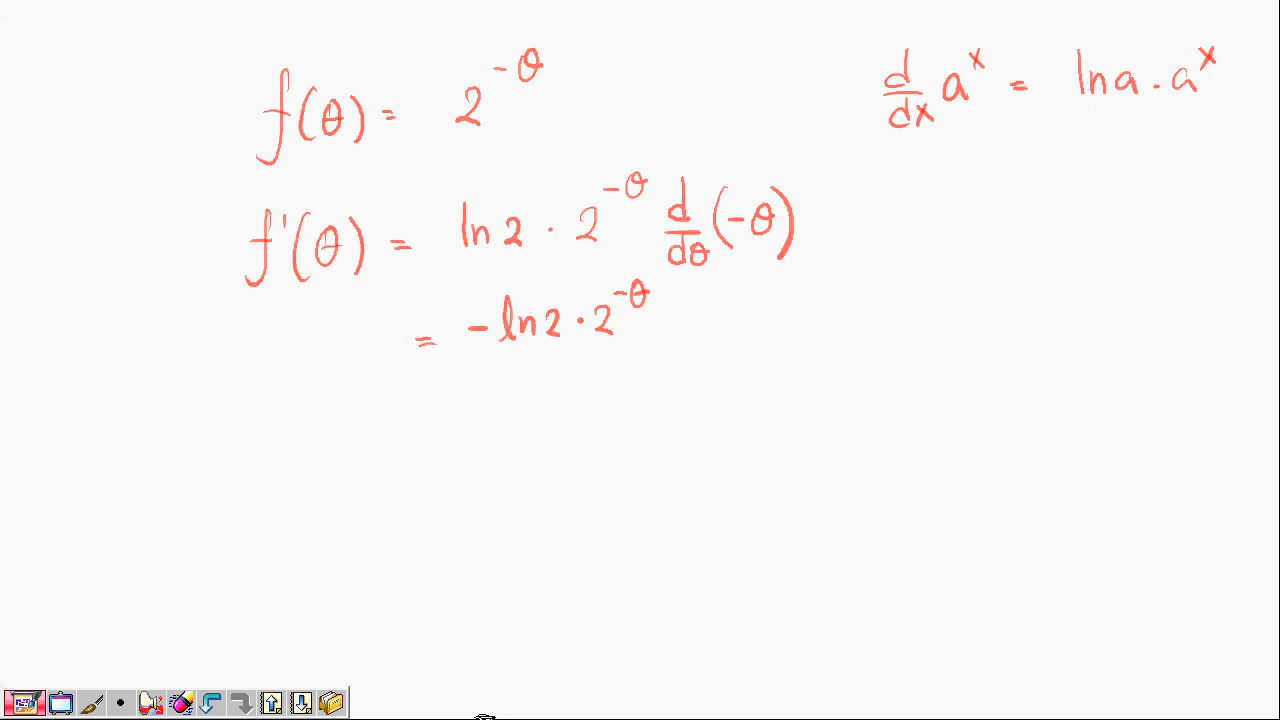 f(θ) = 2^{-θ}
d/dx a^x = ln a · a^x
f'(θ) = ln 2 · 2^{-θ} d/dθ (-θ)
= - ln 2 · 2^{-θ}